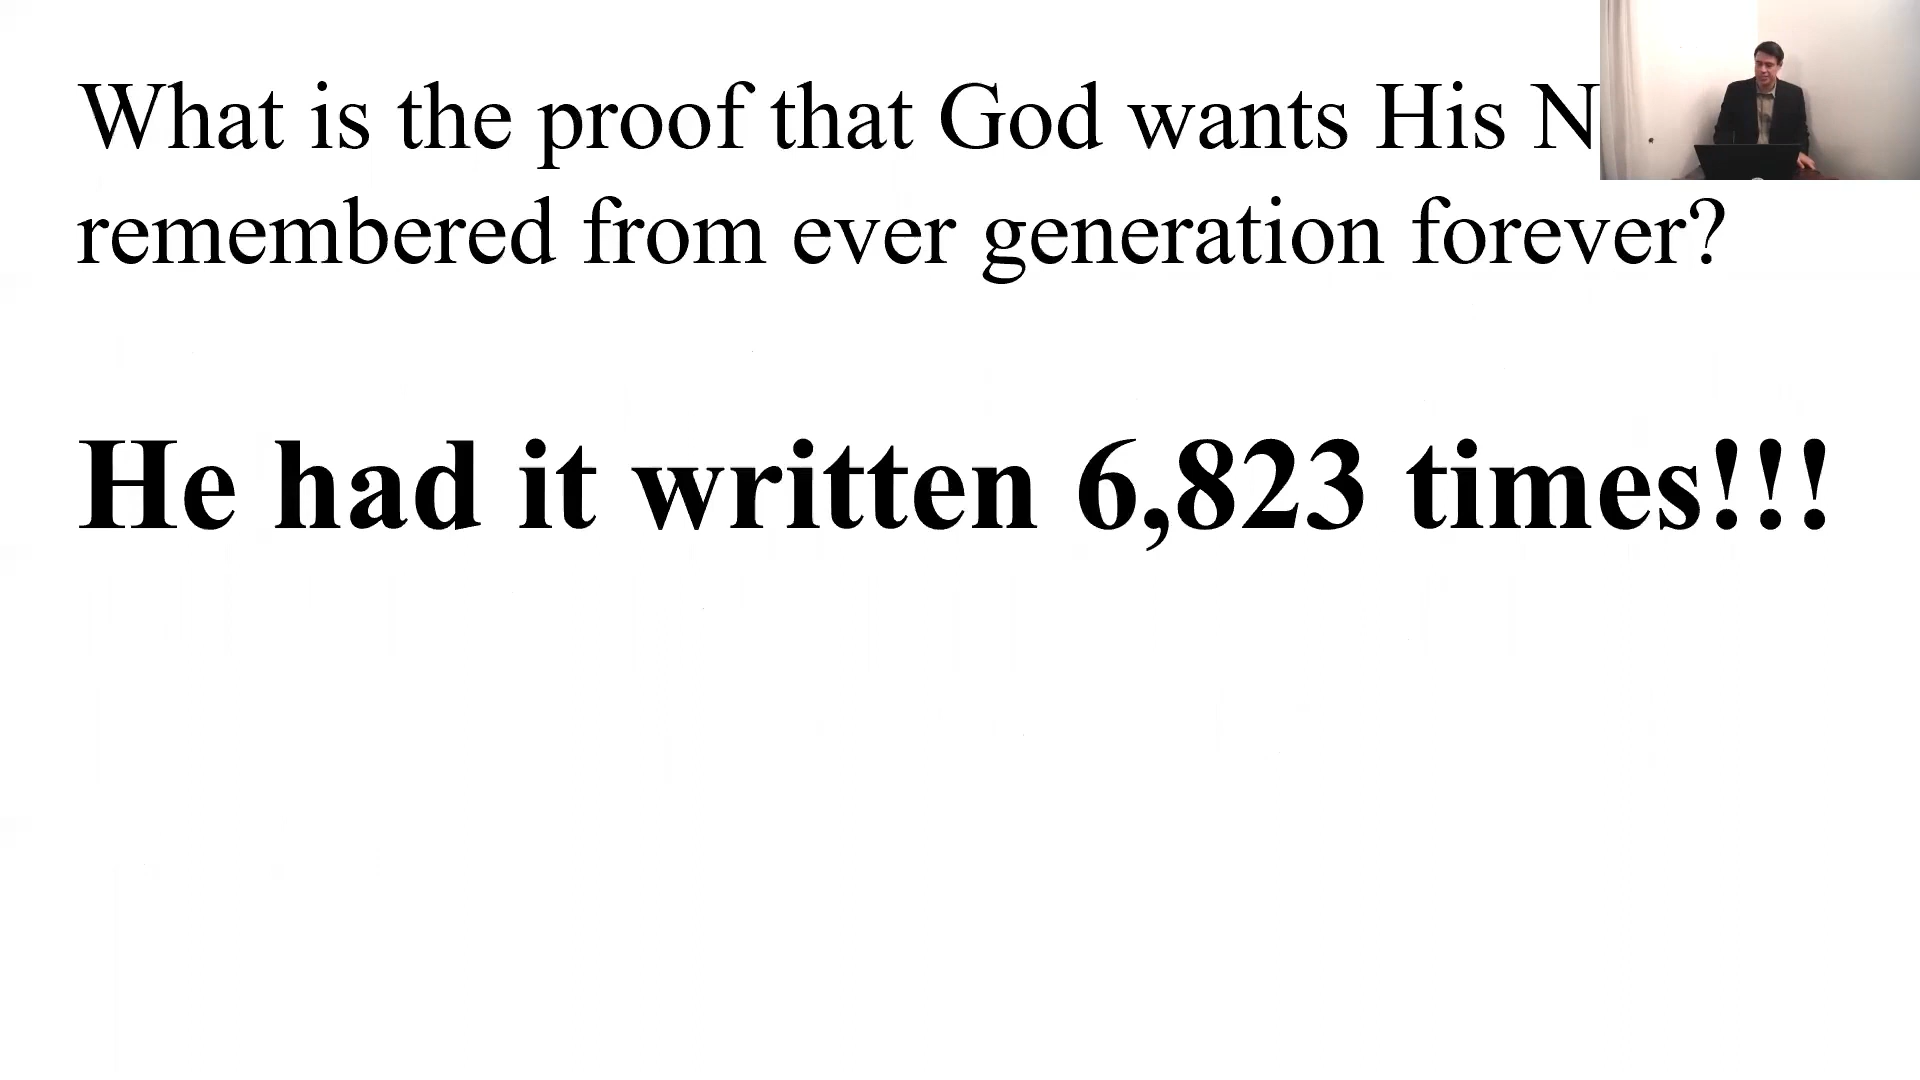 What is the proof that God wants His
remembered from ever generation forever?
He had it written 6,823 times!!!